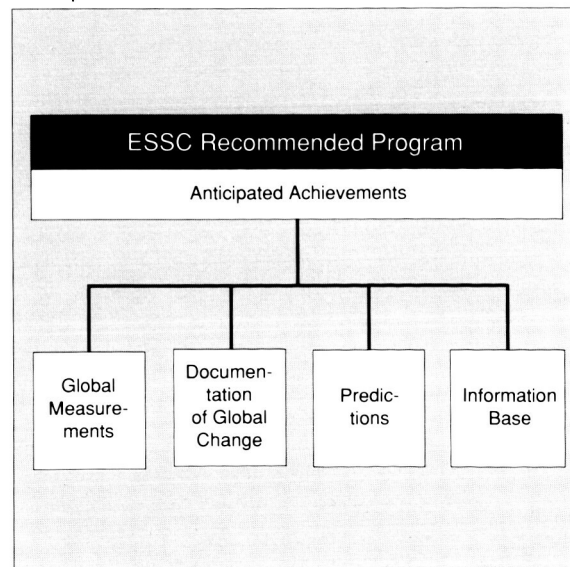 ESSC Recommended Program
Anticipated Achievements
Global
Measure-
ments
Documen-
tation
of Global
Change
Predic-
tions
Information
Base